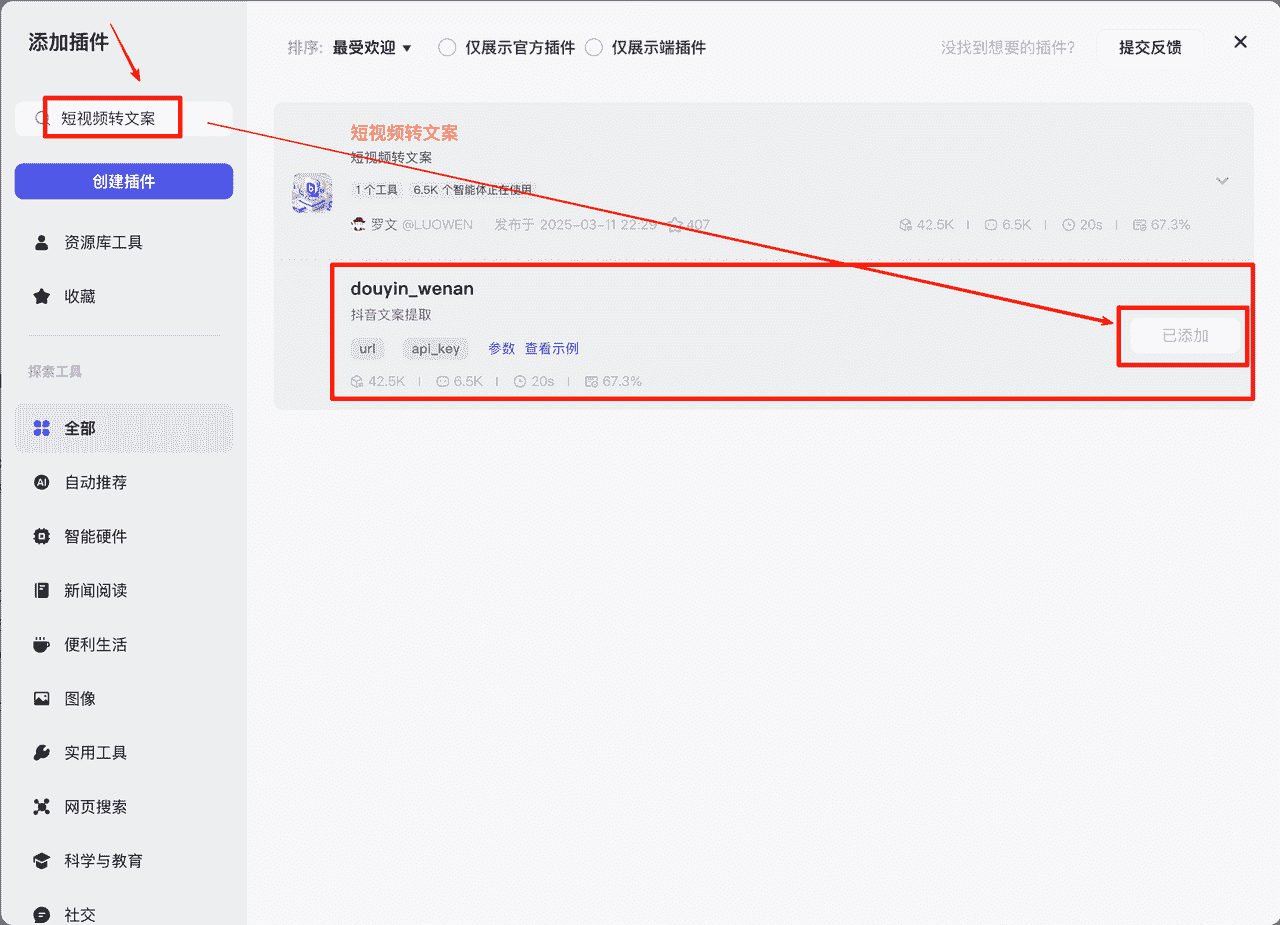 添加插件
短视频转文案
创建插件
资源库工具
收藏
探索工具
全部
自动推荐
智能硬件
新闻阅读
便利生活
图像
实用工具
网页搜索
科学与教育
社交
排序: 最受欢迎 仅展示官方插件 仅展示端插件 没找到想要的插件? 提交反馈
短视频转文案
短视频转文案
1 个工具 6.5K 个智能体正在使用
罗文 @LUOWEN 发布于 2025-03-11 22:29 407 42.5K 6.5K 20s 67.3%
douyin_wenan
抖音文案提取
已添加
url api_key 参数 查看示例
42.5K 6.5K 20s 67.3%